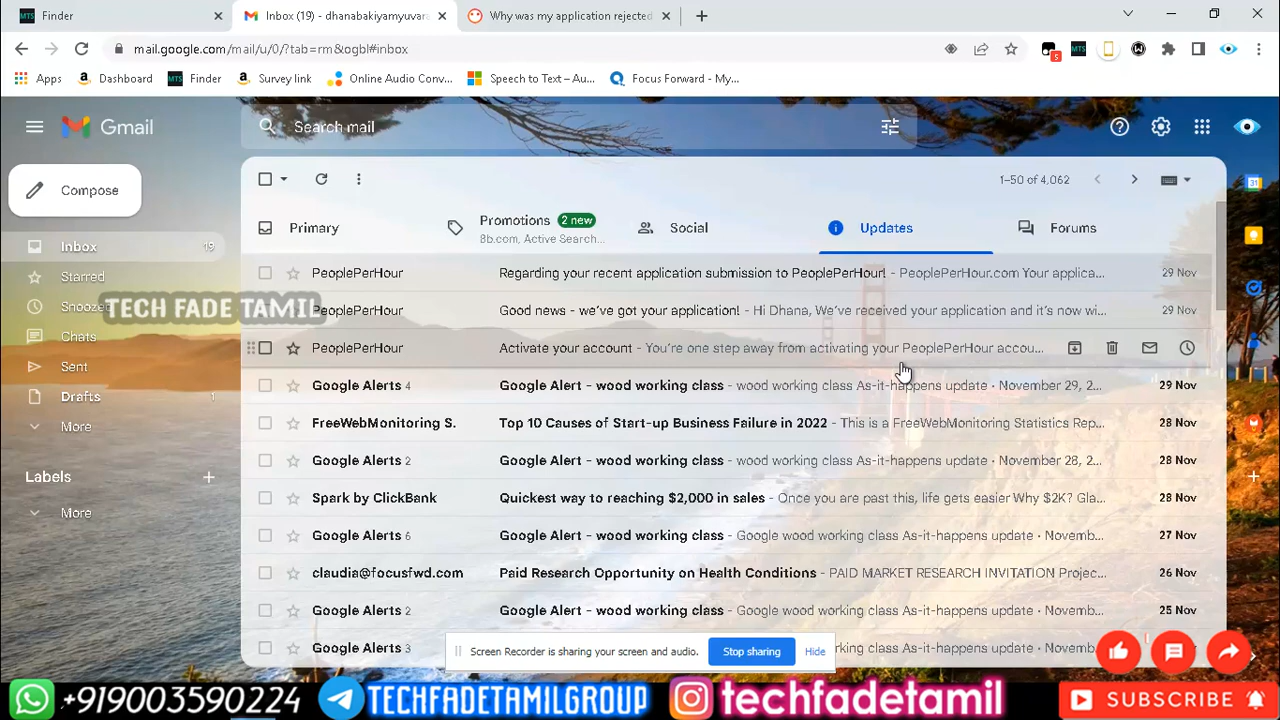 MTS Finder
Inbox (19) - dhanabakiyamyuvara
Why was my application rejected
mail.google.com/mail/u/0/?tab=rm&ogbl#inbox
5 MTS
Apps Dashboard MTS Finder Survey link Online Audio Conv... Speech to Text – Au... Focus Forward - My...
Gmail
Search mail
Compose
1–50 of 4,062
Primary
Promotions 2 new
8b.com, Active Search...
Social
Updates
Forums
Inbox 19
Starred
Snooze
Chats
Sent
Drafts 1
More
Labels
More
TECH FADE TAMIL
PeoplePerHour Regarding your recent application submission to PeoplePerHour! - PeoplePerHour.com Your applica... 29 Nov
PeoplePerHour Good news - we've got your application! - Hi Dhana, We've received your application and it's now wi... 29 Nov
PeoplePerHour Activate your account - You're one step away from activating your PeoplePerHour accou...
Google Alerts 4 Google Alert - wood working class - wood working class As-it-happens update · November 29, 2... 29 Nov
FreeWebMonitoring S. Top 10 Causes of Start-up Business Failure in 2022 - This is a FreeWebMonitoring Statistics Rep... 28 Nov
Google Alerts 2 Google Alert - wood working class - wood working class As-it-happens update · November 28, 2... 28 Nov
Spark by ClickBank Quickest way to reaching $2,000 in sales - Once you are past this, life gets easier Why $2K? Gla... 28 Nov
Google Alerts 6 Google Alert - wood working class - Google wood working class As-it-happens update · Novemb... 27 Nov
claudia@focusfwd.com Paid Research Opportunity on Health Conditions - PAID MARKET RESEARCH INVITATION Projec... 26 Nov
Google Alerts 2 Google Alert - wood working class - Google wood working class As-it-happens update · Novemb... 25 Nov
Google Alerts 3 wood working class As-it-happens update · Novemb...
Screen Recorder is sharing your screen and audio. Stop sharing Hide
+919003590224 TECHFADETAMILGROUP techfadetamil SUBSCRIBE